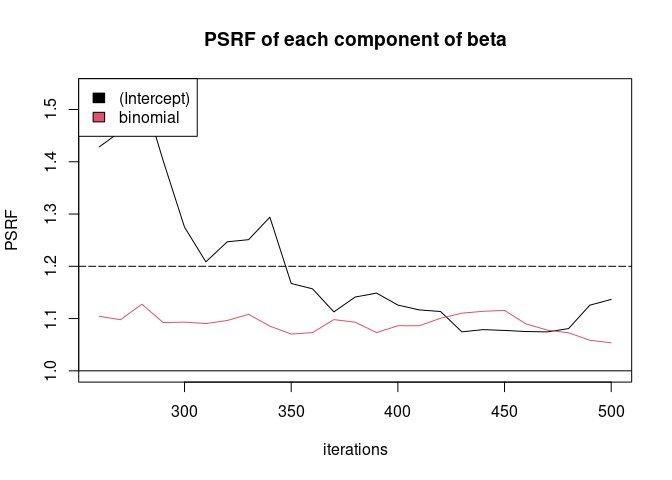 PSRF of each component of beta
(Intercept)
binomial
PSRF
1.5
1.4
1.3
1.2
1.1
1.0
300 350 400 450 500
iterations